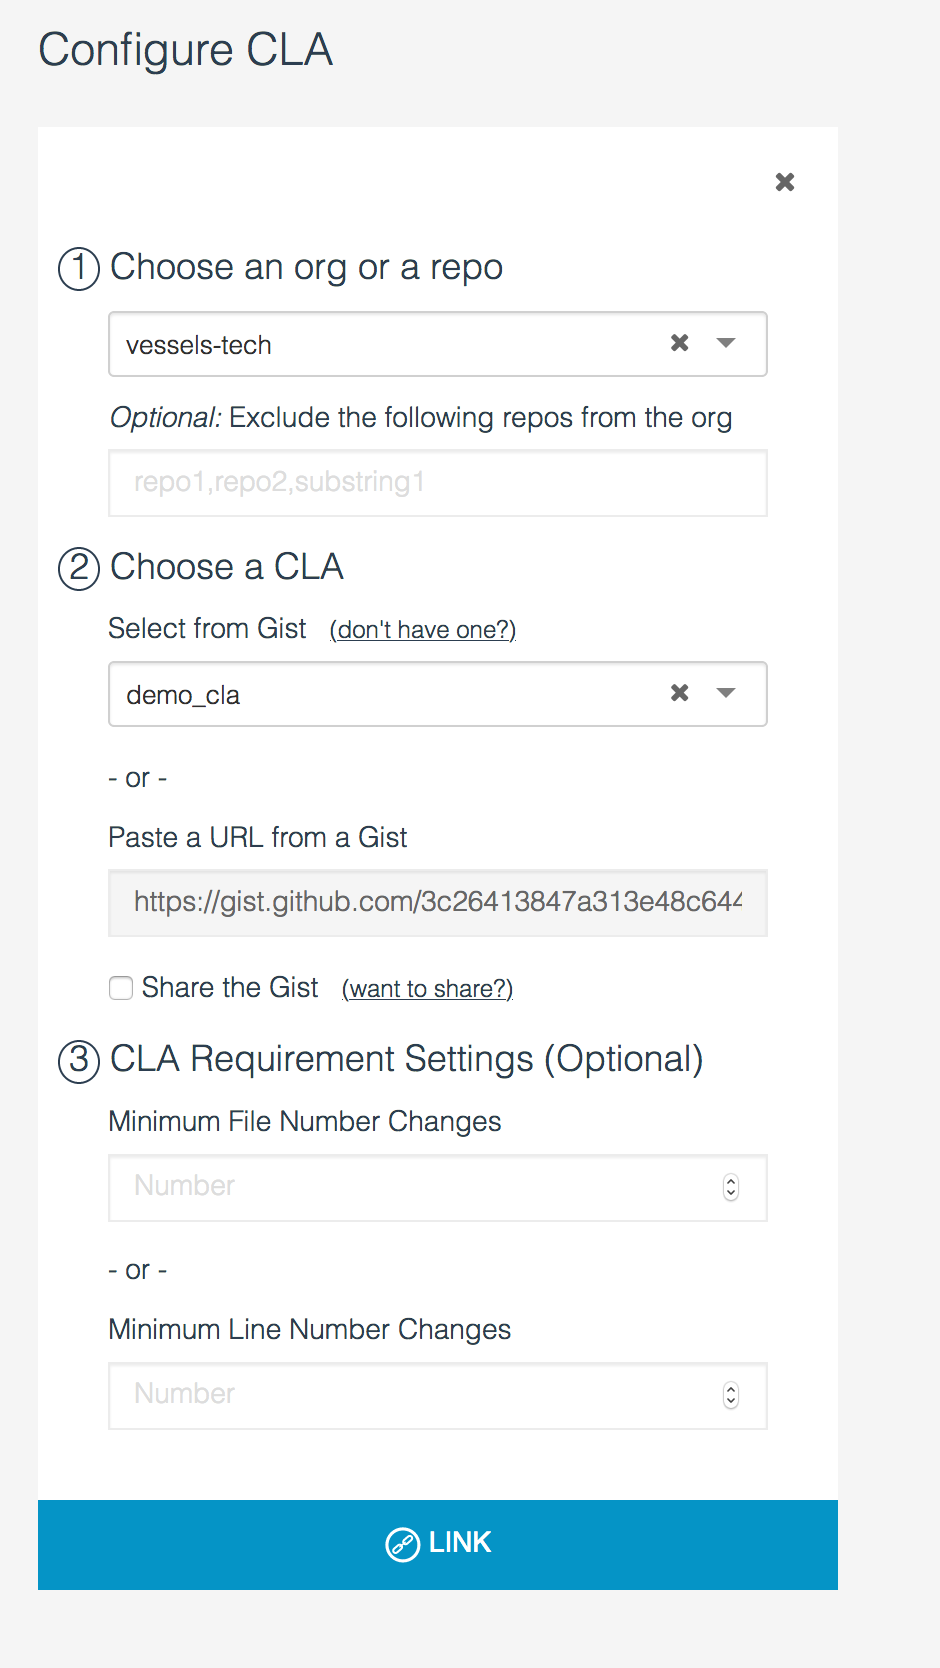 Configure CLA
1 Choose an org or a repo
vessels-tech
Optional: Exclude the following repos from the org
repo1,repo2,substring1
2 Choose a CLA
Select from Gist (don't have one?)
demo_cla
- or -
Paste a URL from a Gist
https://gist.github.com/3c26413847a313e48c644
Share the Gist (want to share?)
3 CLA Requirement Settings (Optional)
Minimum File Number Changes
Number
- or -
Minimum Line Number Changes
Number
LINK